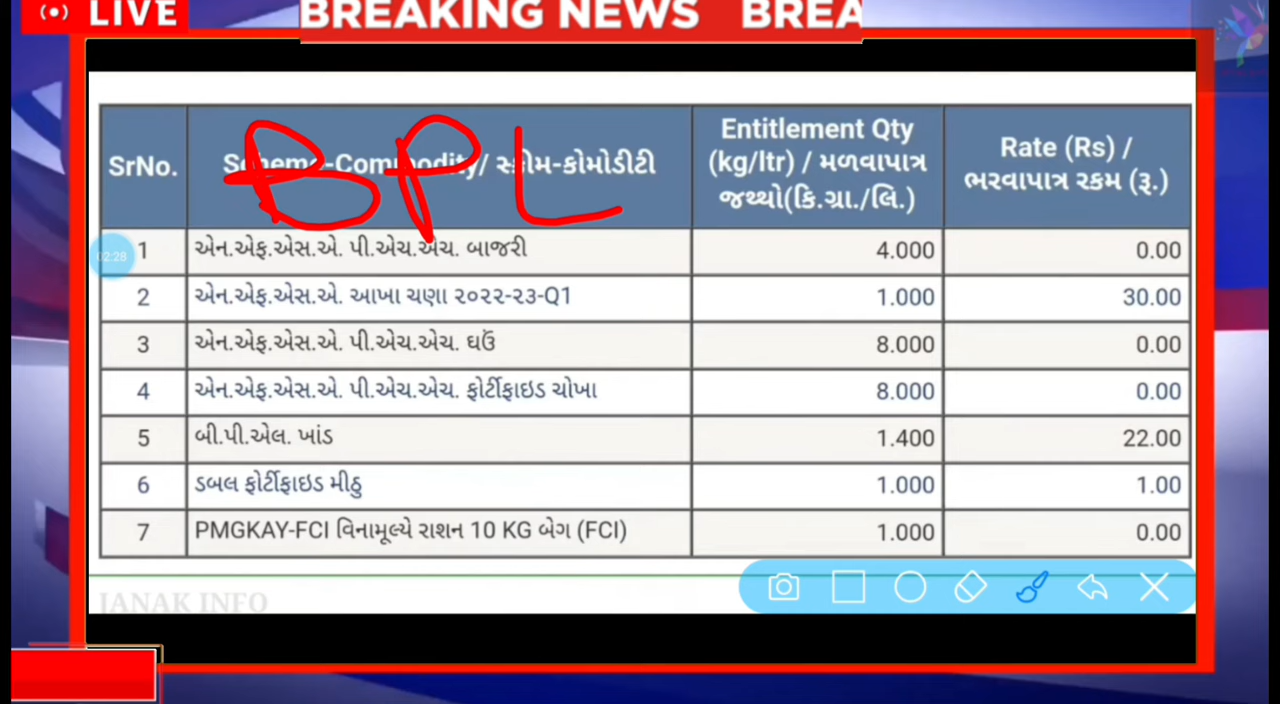 LIVE
BREAKING NEWS BREA
BPL
SrNo.
Scheme-Commodity/ સ્કીમ-કોમોડીટી
Entitlement Qty
(kg/ltr) / મળવાપાત્ર
જથ્થો(કિ.ગ્રા./લિ.)
Rate (Rs) /
ભરવાપાત્ર રકમ (રૂ.)
02:28
1 એન.એફ.એસ.એ. પી.એચ.એચ. બાજરી 4.000 0.00
2 એન.એફ.એસ.એ. આખા ચણા ૨૦૨૨-૨૩-Q1 1.000 30.00
3 એન.એફ.એસ.એ. પી.એચ.એચ. ઘઉં 8.000 0.00
4 એન.એફ.એસ.એ. પી.એચ.એચ. ફોર્ટીફાઇડ ચોખા 8.000 0.00
5 બી.પી.એલ. ખાંડ 1.400 22.00
6 ડબલ ફોર્ટીફાઇડ મીઠુ 1.000 1.00
7 PMGKAY-FCI વિનામૂલ્યે રાશન 10 KG બેગ (FCI) 1.000 0.00
JANAK INFO